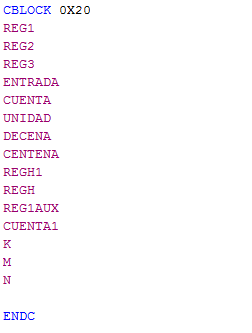 CBLOCK 0X20
REG1
REG2
REG3
ENTRADA
CUENTA
UNIDAD
DECENA
CENTENA
REGH1
REGH
REG1AUX
CUENTA1
K
M
N
ENDC